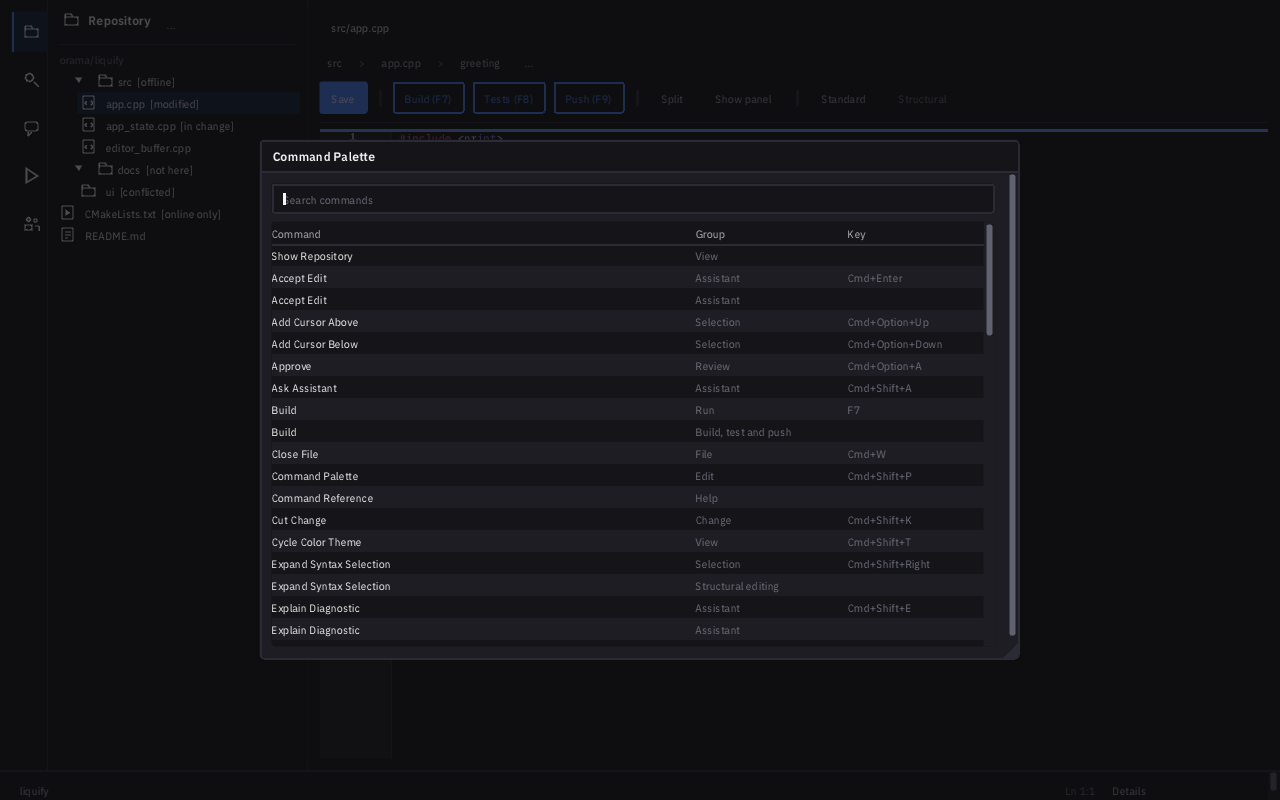 Repository ...
orama/liquify
src [offline]
app.cpp [modified]
app_state.cpp [in change]
editor_buffer.cpp
docs [not here]
ui [conflicted]
CMakeLists.txt [online only]
README.md
src/app.cpp
src > app.cpp > greeting ...
Save Build (F7) Tests (F8) Push (F9) Split Show panel Standard Structural
1 #include <print>
Command Palette
Search commands
Command Group Key
Show Repository View
Accept Edit Assistant Cmd+Enter
Accept Edit Assistant
Add Cursor Above Selection Cmd+Option+Up
Add Cursor Below Selection Cmd+Option+Down
Approve Review Cmd+Option+A
Ask Assistant Assistant Cmd+Shift+A
Build Run F7
Build Build, test and push
Close File File Cmd+W
Command Palette Edit Cmd+Shift+P
Command Reference Help
Cut Change Change Cmd+Shift+K
Cycle Color Theme View Cmd+Shift+T
Expand Syntax Selection Selection Cmd+Shift+Right
Expand Syntax Selection Structural editing
Explain Diagnostic Assistant Cmd+Shift+E
Explain Diagnostic Assistant
liquify Ln 1:1 Details